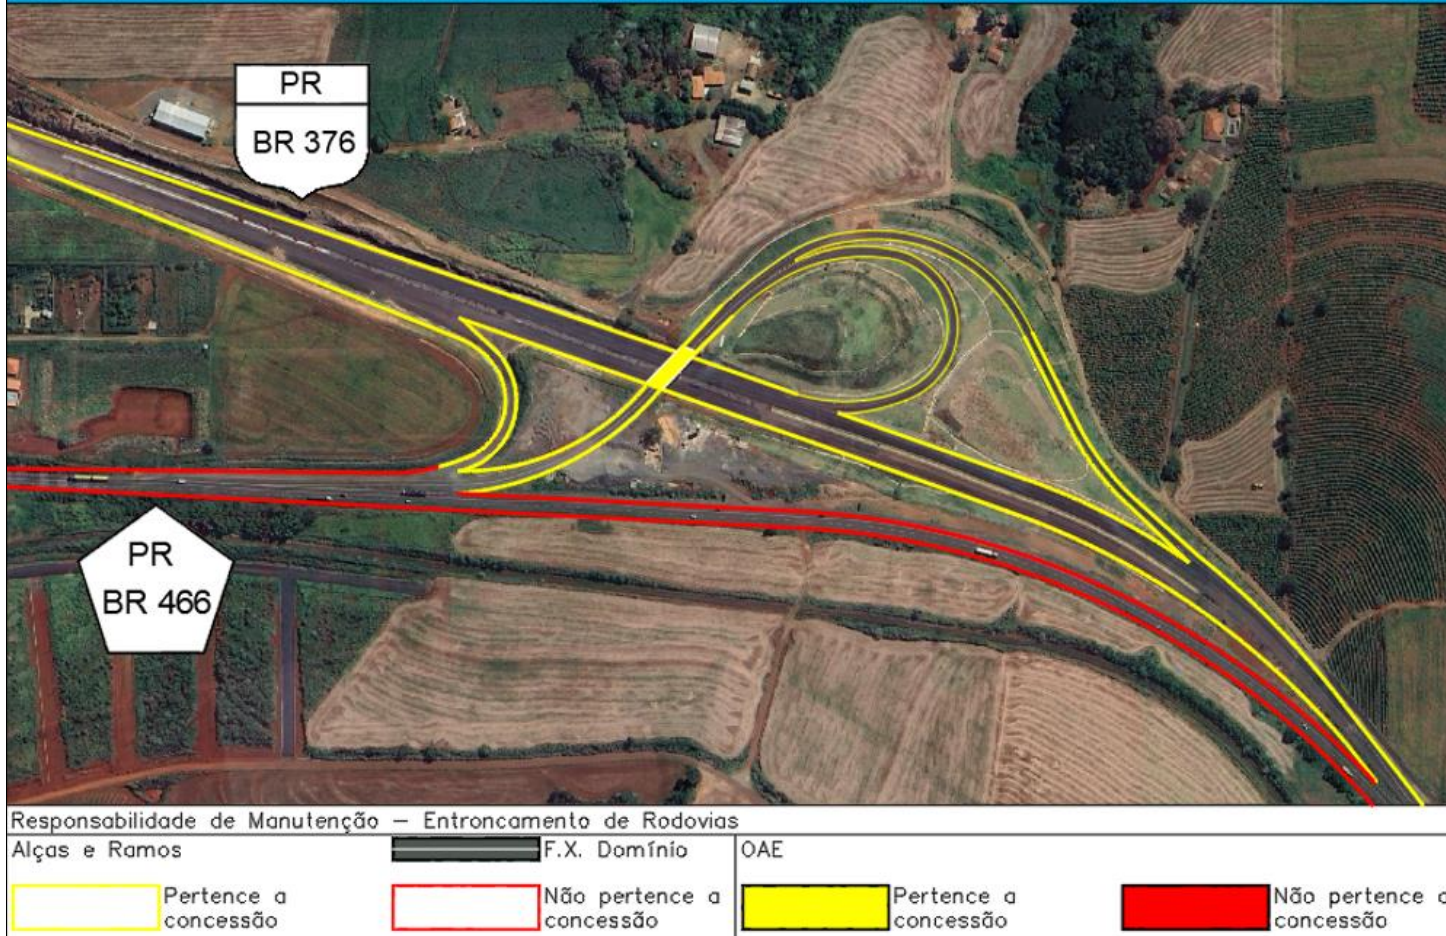 PR
BR 376
PR
BR 466
Responsabilidade de Manutenção – Entroncamento de Rodovias
Alças e Ramos
F.X. Domínio
OAE
Pertence a
concessão
Não pertence a
concessão
Pertence a
concessão
Não pertence a
concessão